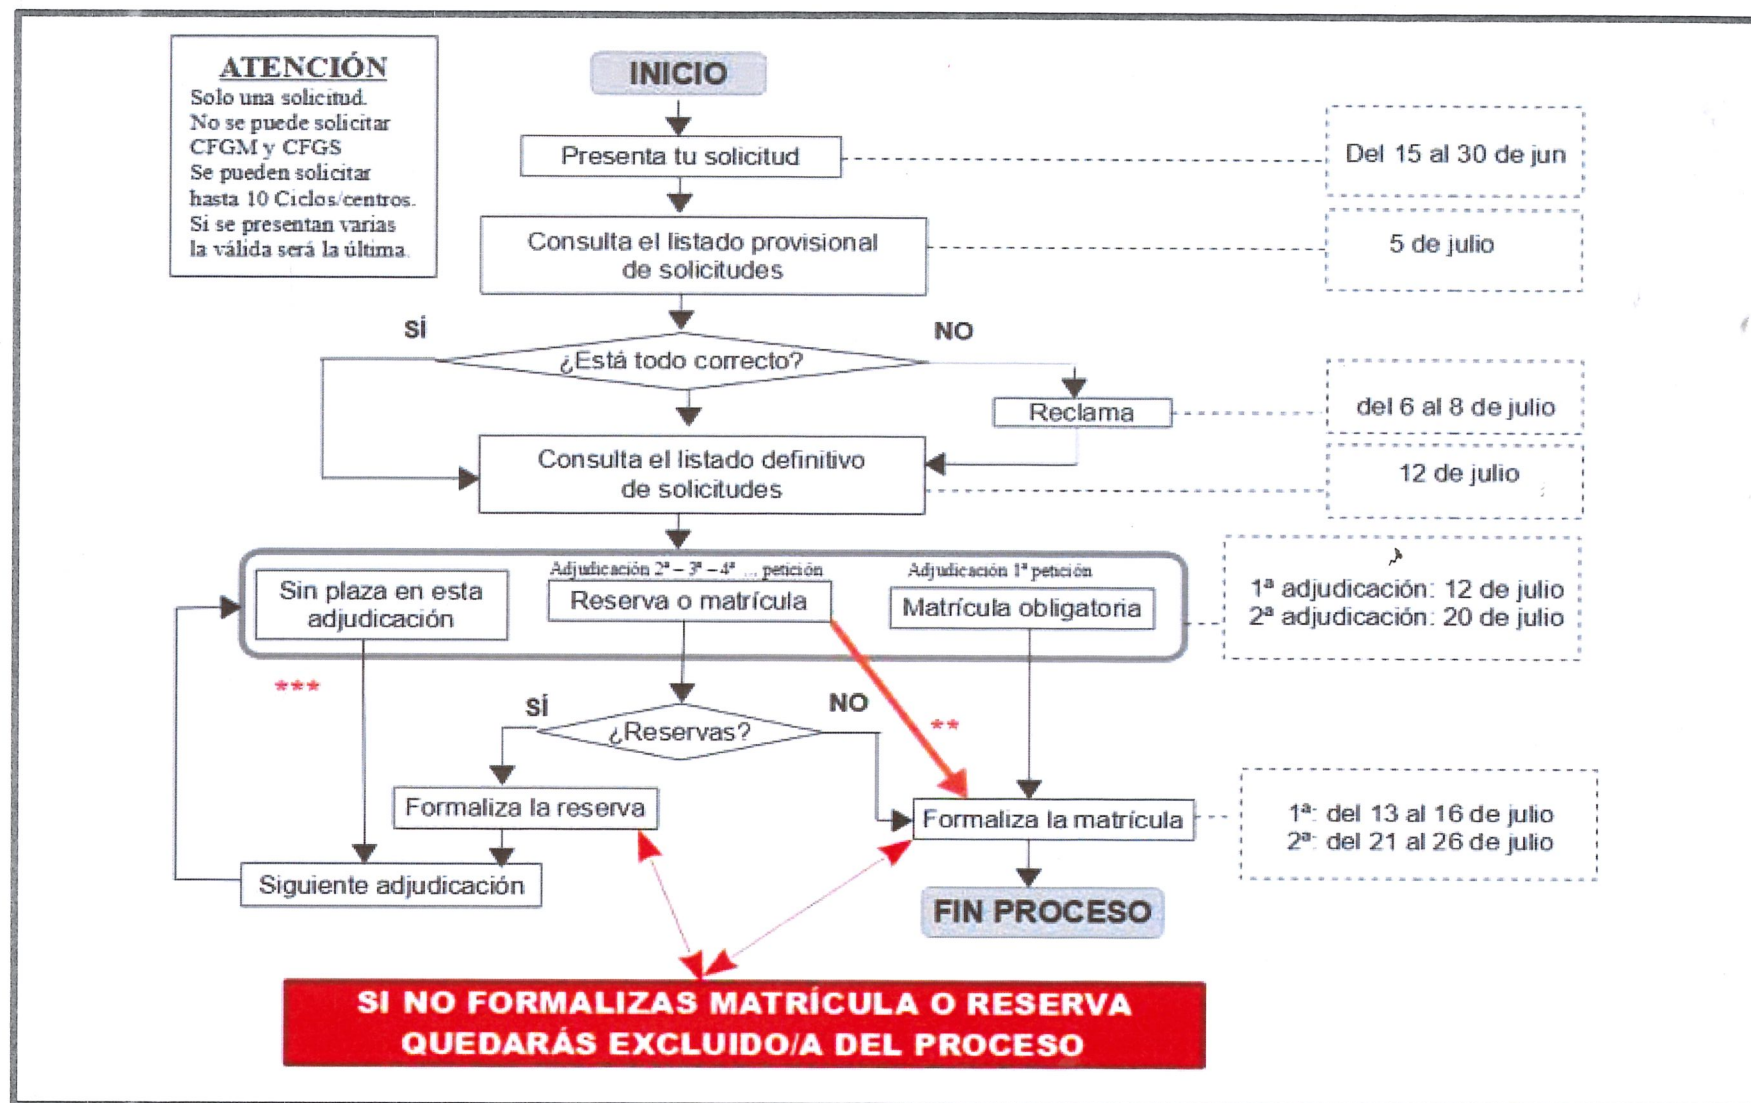 ATENCIÓN
Solo una solicitud.
No se puede solicitar
CFGM y CFGS
Se pueden solicitar
hasta 10 Ciclos/centros.
Si se presentan varias
la válida será la última.
INICIO
Presenta tu solicitud
Del 15 al 30 de jun
Consulta el listado provisional
de solicitudes
5 de julio
SÍ
NO
¿Está todo correcto?
Reclama
del 6 al 8 de julio
Consulta el listado definitivo
de solicitudes
12 de julio
Sin plaza en esta
adjudicación
Adjudicación 2ª – 3ª – 4ª ... petición
Reserva o matrícula
Adjudicación 1ª petición
Matrícula obligatoria
1ª adjudicación: 12 de julio
2ª adjudicación: 20 de julio
***
SÍ
NO
**
¿Reservas?
Formaliza la reserva
Formaliza la matrícula
1ª: del 13 al 16 de julio
2ª: del 21 al 26 de julio
Siguiente adjudicación
FIN PROCESO
SI NO FORMALIZAS MATRÍCULA O RESERVA
QUEDARÁS EXCLUIDO/A DEL PROCESO